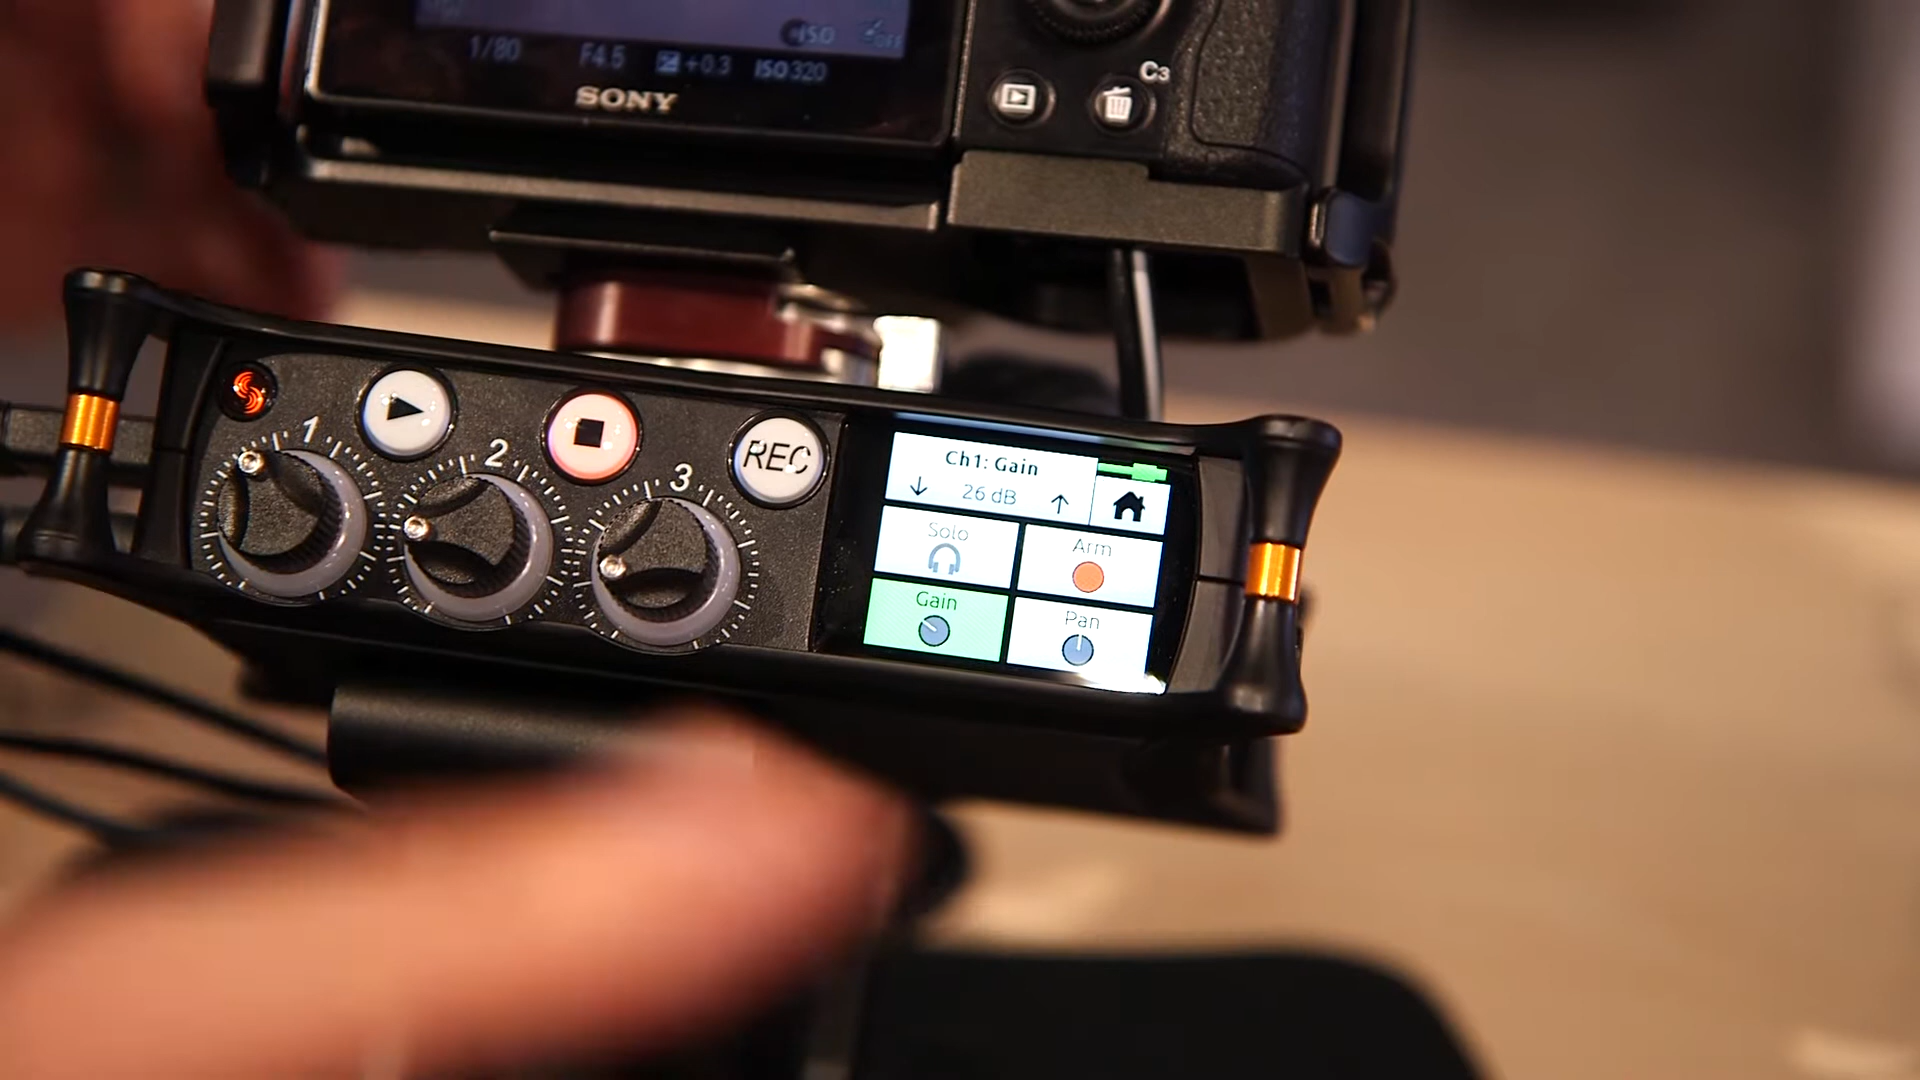 ISO
OFF
1/80 F4.5 +0.3 ISO 320
SONY
C3
1
2
3
REC
Ch1: Gain
26 dB
Solo
Arm
Gain
Pan